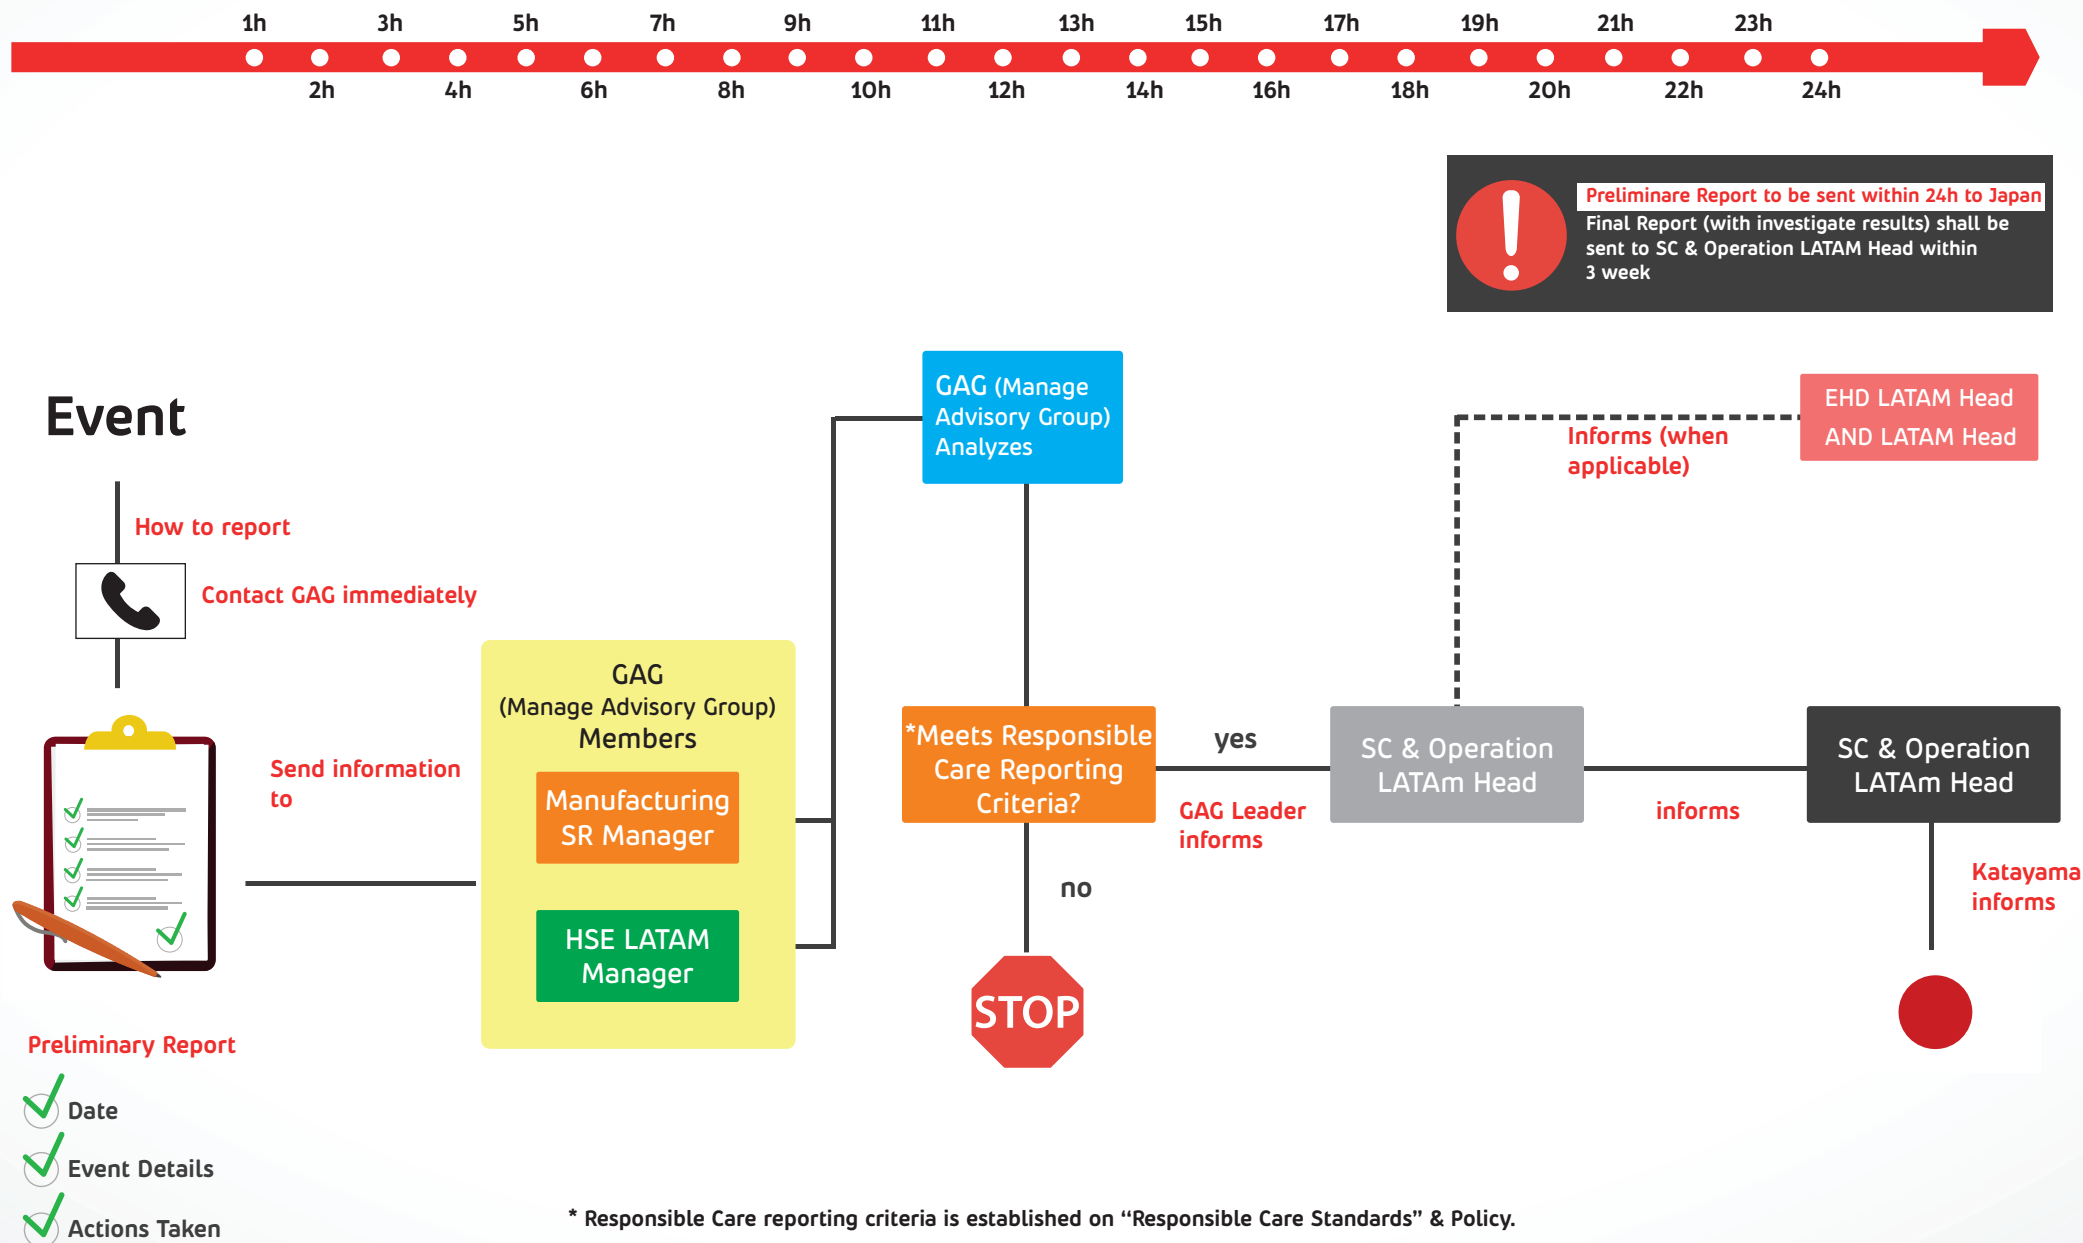 1h 3h 5h 7h 9h 11h 13h 15h 17h 19h 21h 23h
2h 4h 6h 8h 10h 12h 14h 16h 18h 20h 22h 24h
Preliminare Report to be sent within 24h to Japan
Final Report (with investigate results) shall be
sent to SC & Operation LATAM Head within
3 week
Event
How to report
Contact GAG immediately
Send information
to
Preliminary Report
Date
Event Details
Actions Taken
GAG
(Manage Advisory Group)
Members
Manufacturing
SR Manager
HSE LATAM
Manager
GAG (Manage
Advisory Group)
Analyzes
*Meets Responsible
Care Reporting
Criteria?
no
STOP
yes
GAG Leader
informs
SC & Operation
LATAm Head
Informs (when
applicable)
EHD LATAM Head
AND LATAM Head
informs
SC & Operation
LATAm Head
Katayama
informs
* Responsible Care reporting criteria is established on “Responsible Care Standards” & Policy.